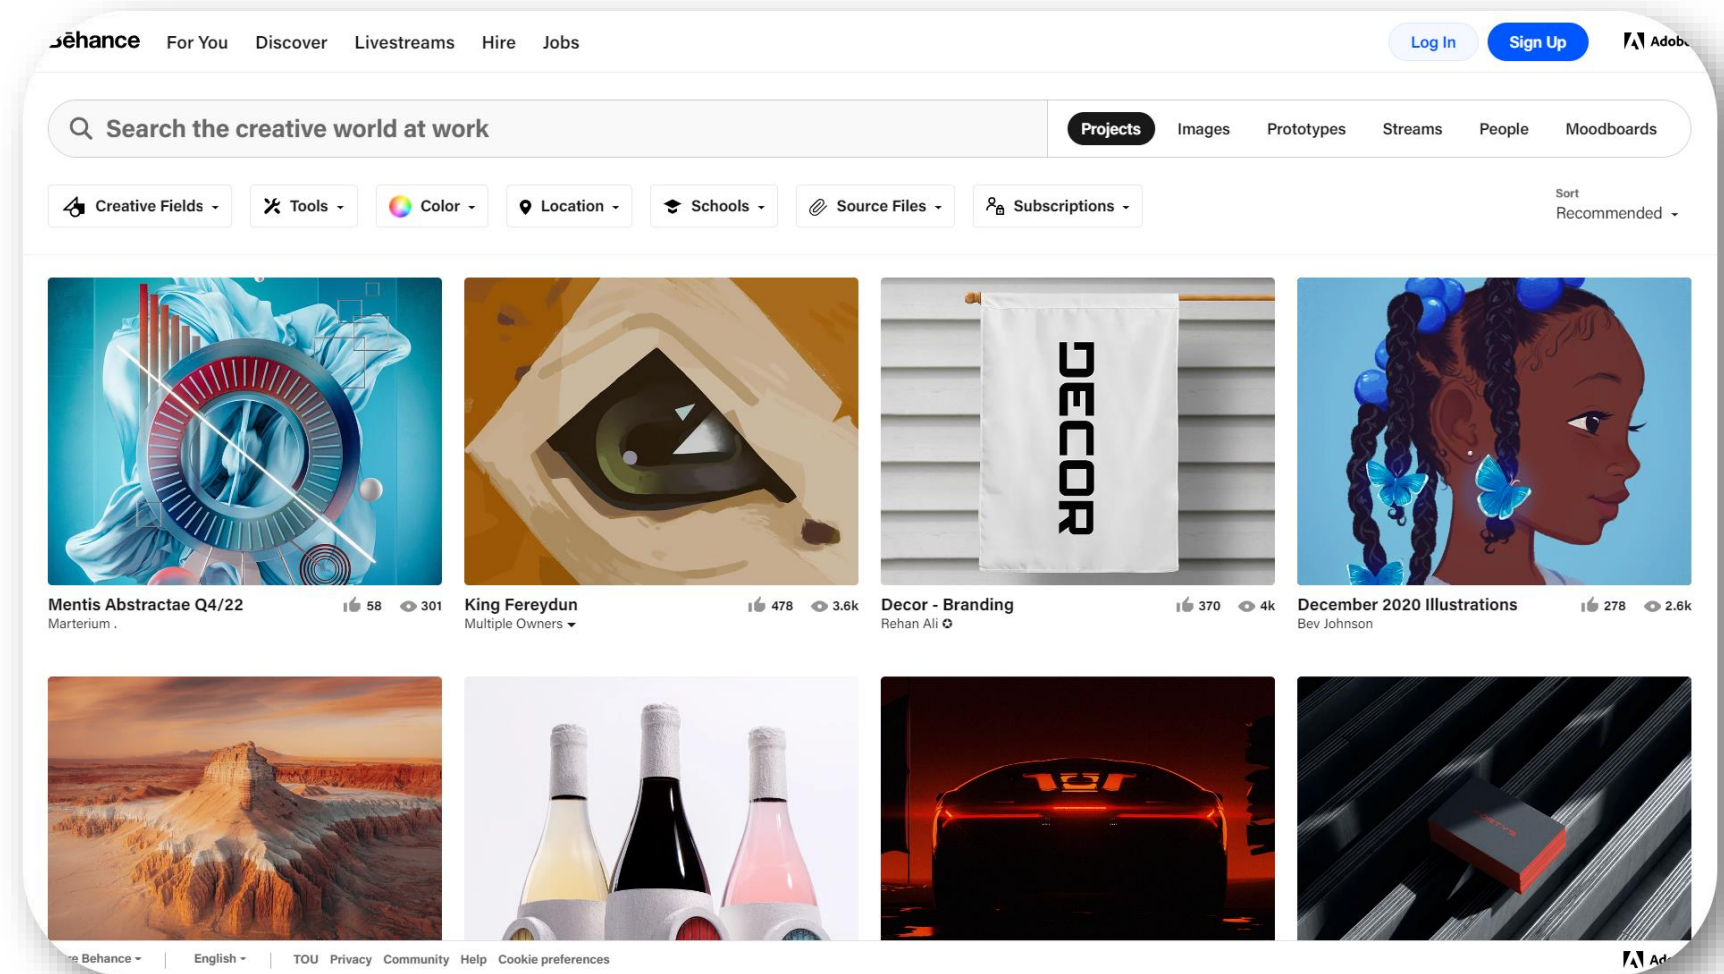 Bēhance For You Discover Livestreams Hire Jobs Log In Sign Up Adobe
Search the creative world at work Projects Images Prototypes Streams People Moodboards
Creative Fields Tools Color Location Schools Source Files Subscriptions Sort
Recommended
DECOR
Mentis Abstractae Q4/22 58 301
Marterium .
King Fereydun 478 3.6k
Multiple Owners
Decor - Branding 370 4k
Rehan Ali
December 2020 Illustrations 278 2.6k
Bev Johnson
Behance English TOU Privacy Community Help Cookie preferences